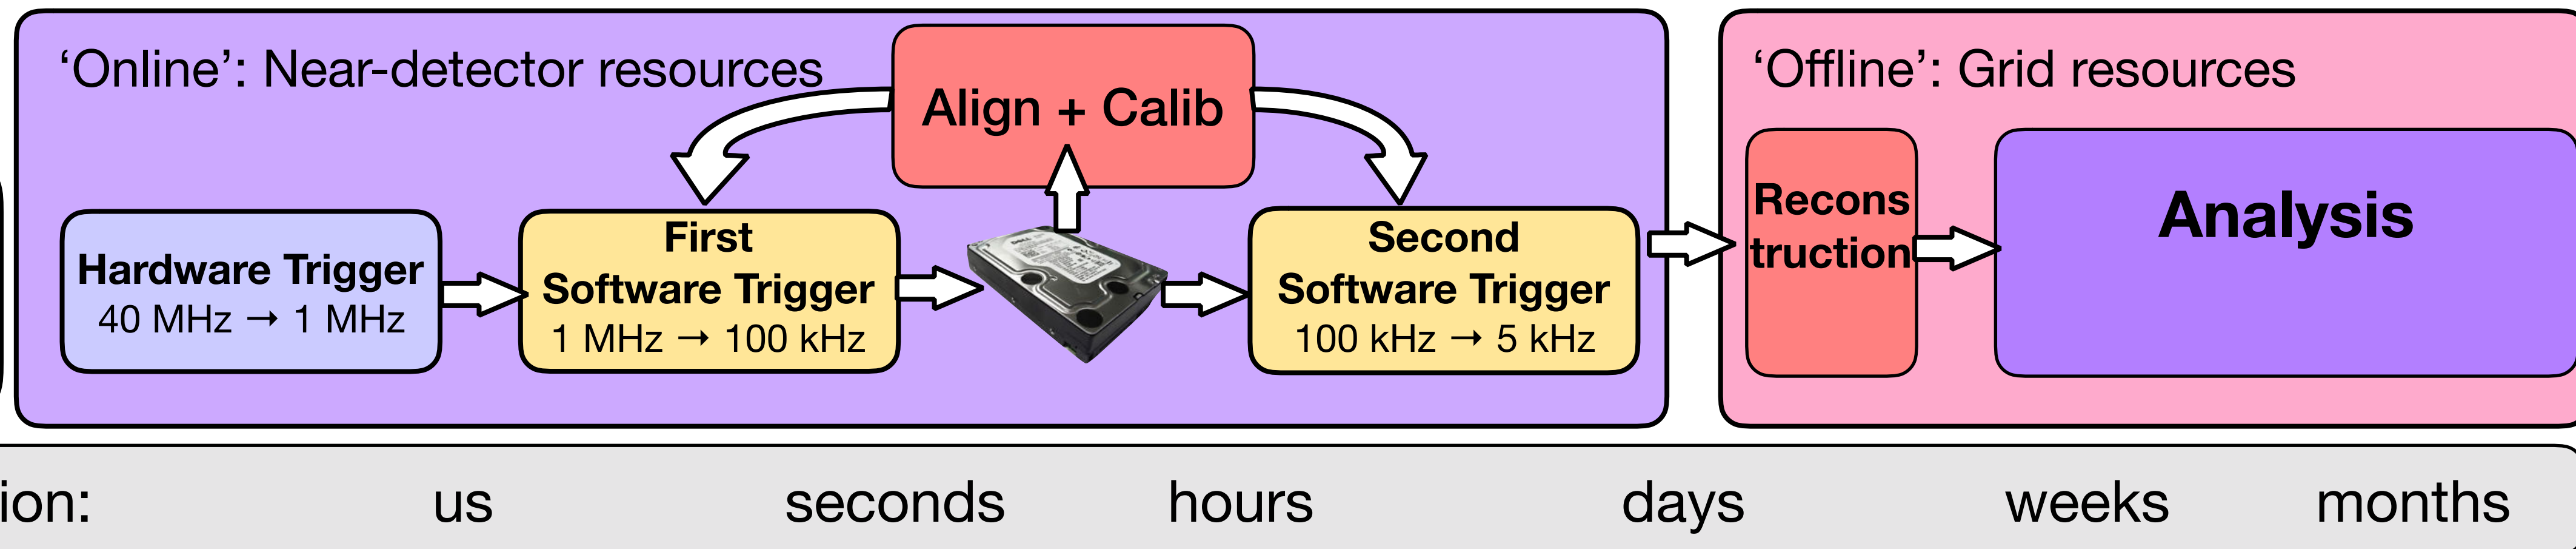 ‘Online’: Near-detector resources
Align + Calib
Hardware Trigger
40 MHz → 1 MHz
First
Software Trigger
1 MHz → 100 kHz
DELL
Second
Software Trigger
100 kHz → 5 kHz
‘Offline’: Grid resources
Recons
truction
Analysis
ion:
us
seconds
hours
days
weeks
months